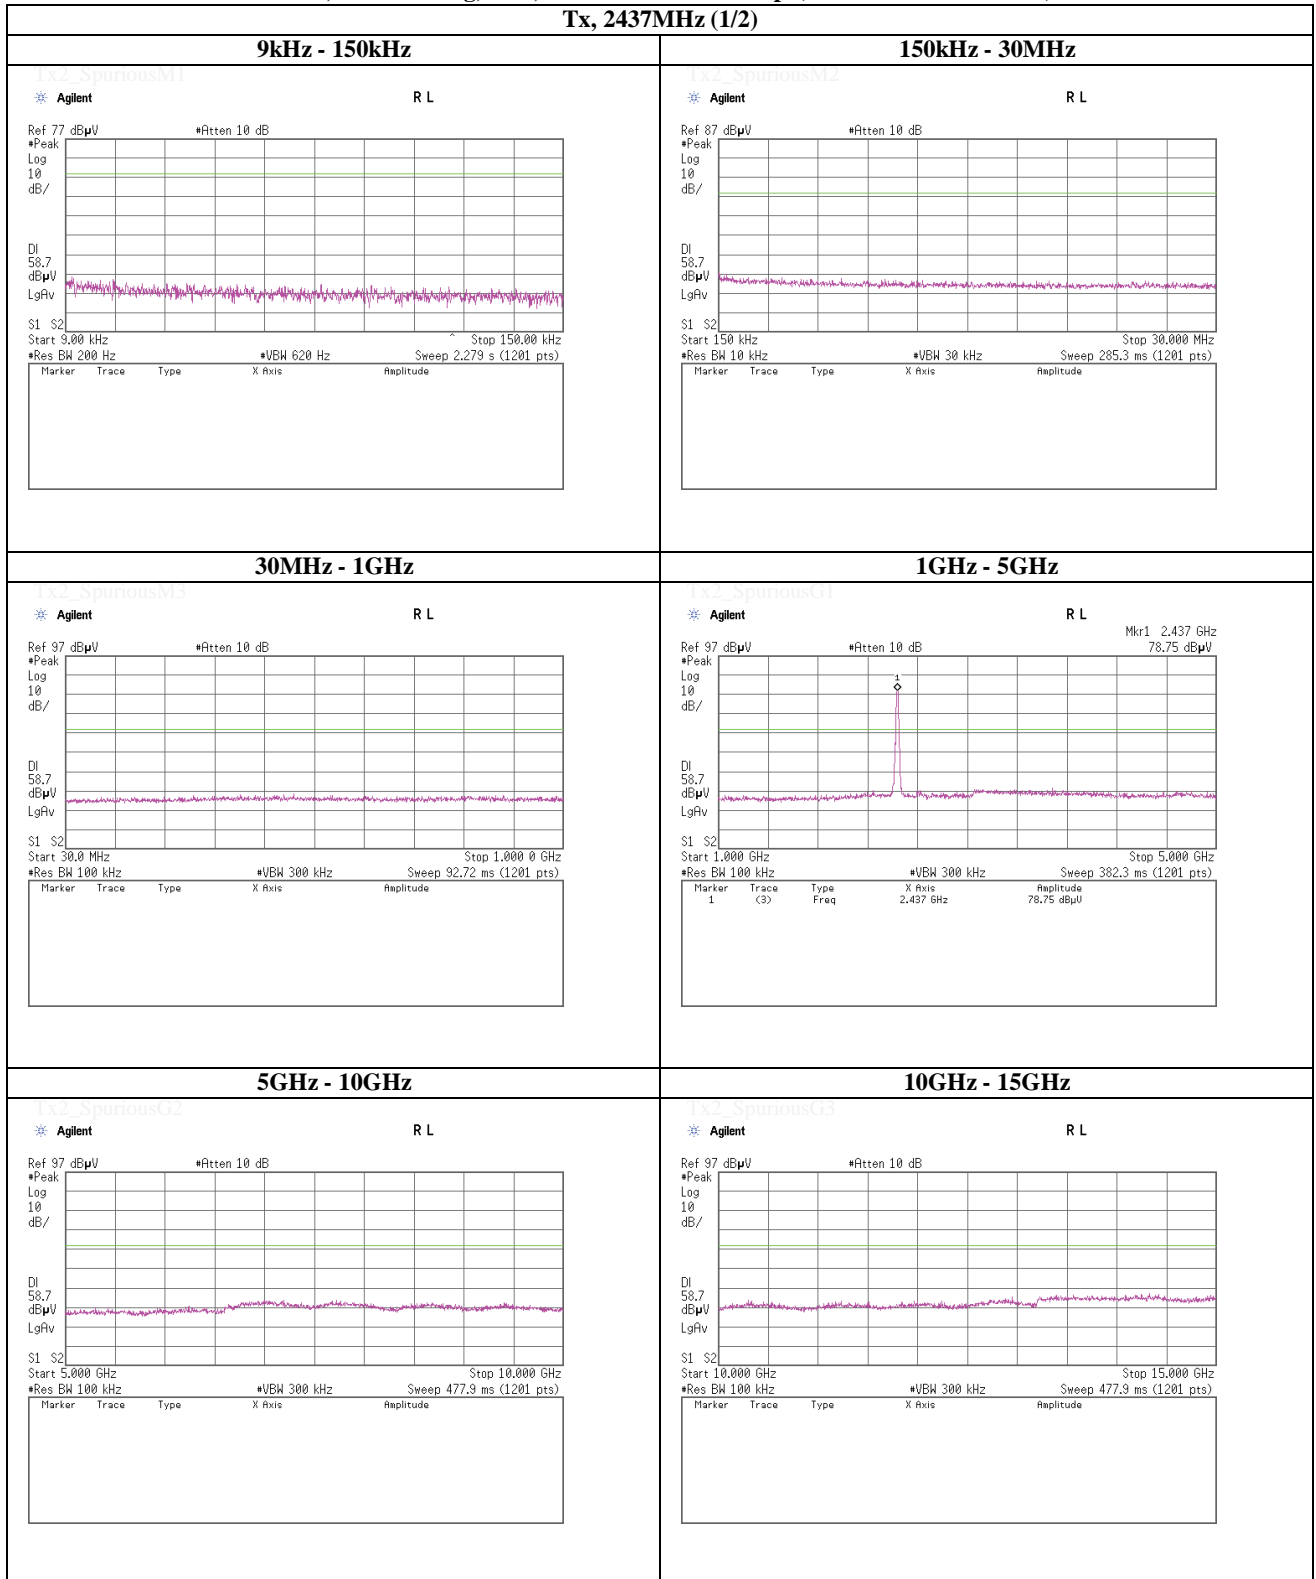 Tx, 2437MHz (1/2)
9kHz - 150kHz
150kHz - 30MHz
Tx2_SpuriousM1
Agilent
R L
Ref 77 dBµV
#Atten 10 dB
#Peak
Log
10
dB/
DI
58.7
dBµV
LgAv
S1 S2
Start 9.00 kHz
^
Stop 150.00 kHz
#Res BW 200 Hz
#VBW 620 Hz
Sweep 2.279 s (1201 pts)
Marker Trace Type X Axis Amplitude
Tx2_SpuriousM2
Agilent
R L
Ref 87 dBµV
#Atten 10 dB
#Peak
Log
10
dB/
DI
58.7
dBµV
LgAv
S1 S2
Start 150 kHz
Stop 30.000 MHz
#Res BW 10 kHz
#VBW 30 kHz
Sweep 285.3 ms (1201 pts)
Marker Trace Type X Axis Amplitude
30MHz - 1GHz
1GHz - 5GHz
Tx2_SpuriousM3
Agilent
R L
Ref 97 dBµV
#Atten 10 dB
#Peak
Log
10
dB/
DI
58.7
dBµV
LgAv
S1 S2
Start 30.0 MHz
Stop 1.000 0 GHz
#Res BW 100 kHz
#VBW 300 kHz
Sweep 92.72 ms (1201 pts)
Marker Trace Type X Axis Amplitude
Tx2_SpuriousG1
Agilent
R L
Mkr1 2.437 GHz
Ref 97 dBµV
#Atten 10 dB
78.75 dBµV
#Peak
Log
10
dB/
1
DI
58.7
dBµV
LgAv
S1 S2
Start 1.000 GHz
Stop 5.000 GHz
#Res BW 100 kHz
#VBW 300 kHz
Sweep 382.3 ms (1201 pts)
Marker Trace Type X Axis Amplitude
1 (3) Freq 2.437 GHz 78.75 dBµV
5GHz - 10GHz
10GHz - 15GHz
Tx2_SpuriousG2
Agilent
R L
Ref 97 dBµV
#Atten 10 dB
#Peak
Log
10
dB/
DI
58.7
dBµV
LgAv
S1 S2
Start 5.000 GHz
Stop 10.000 GHz
#Res BW 100 kHz
#VBW 300 kHz
Sweep 477.9 ms (1201 pts)
Marker Trace Type X Axis Amplitude
Tx2_SpuriousG3
Agilent
R L
Ref 97 dBµV
#Atten 10 dB
#Peak
Log
10
dB/
DI
58.7
dBµV
LgAv
S1 S2
Start 10.000 GHz
Stop 15.000 GHz
#Res BW 100 kHz
#VBW 300 kHz
Sweep 477.9 ms (1201 pts)
Marker Trace Type X Axis Amplitude